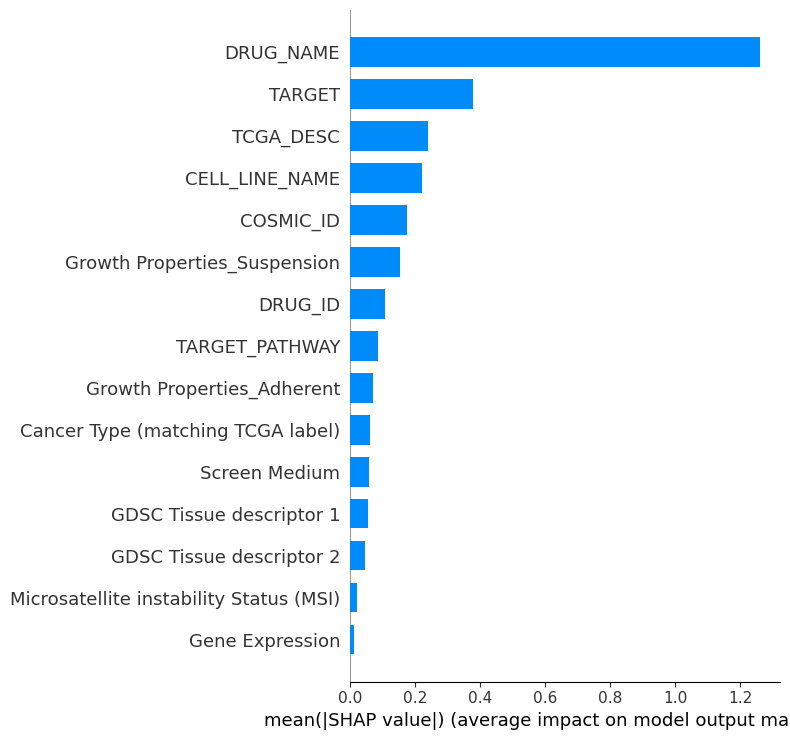 DRUG_NAME
TARGET
TCGA_DESC
CELL_LINE_NAME
COSMIC_ID
Growth Properties_Suspension
DRUG_ID
TARGET_PATHWAY
Growth Properties_Adherent
Cancer Type (matching TCGA label)
Screen Medium
GDSC Tissue descriptor 1
GDSC Tissue descriptor 2
Microsatellite instability Status (MSI)
Gene Expression
0.0 0.2 0.4 0.6 0.8 1.0 1.2
mean(|SHAP value|) (average impact on model output ma